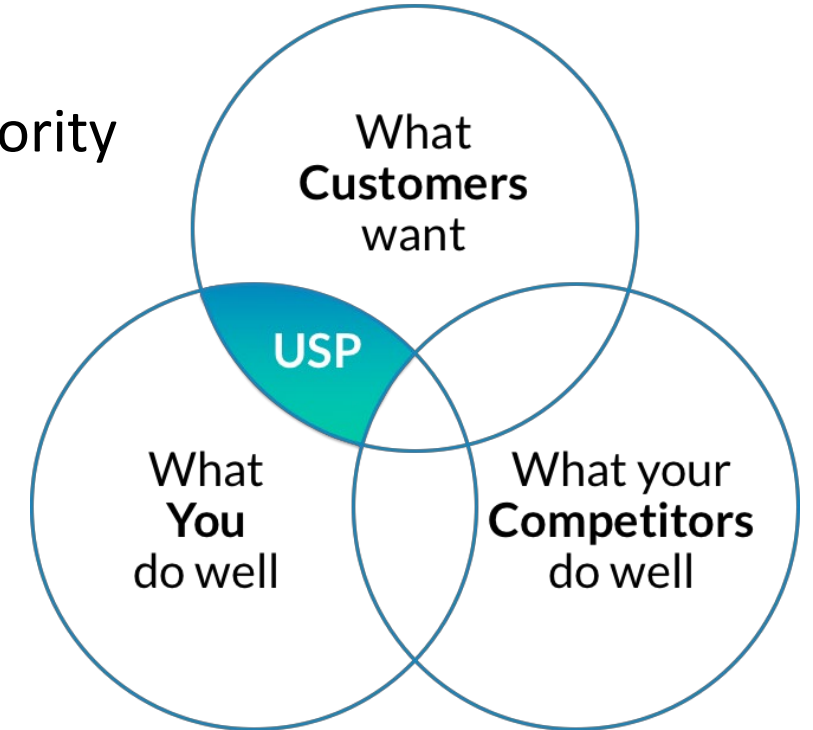 ority
What
Customers
want
USP
What
You
do well
What your
Competitors
do well